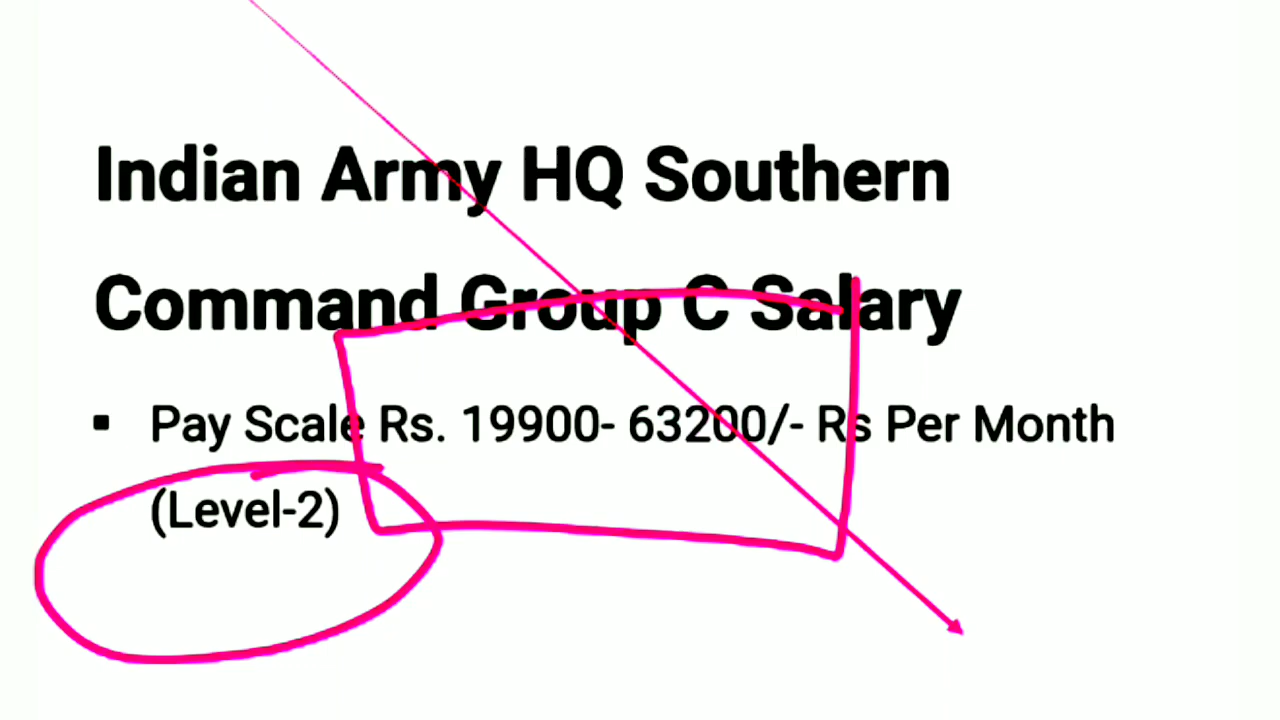 Indian Army HQ Southern
Command Group C Salary
▪ Pay Scale Rs. 19900- 63200/- Rs Per Month
(Level-2)